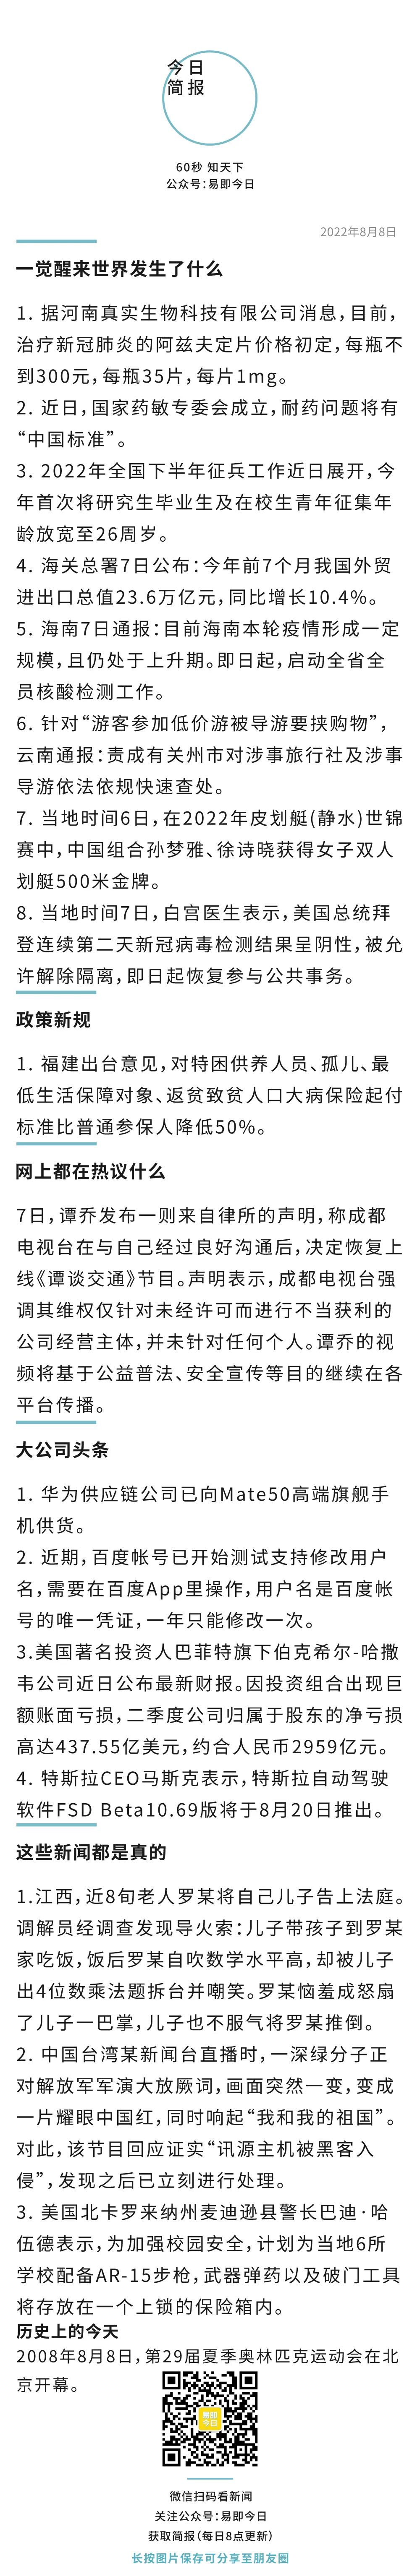 今日
简报
60秒 知天下
公众号：易即今日
2022年8月8日
一觉醒来世界发生了什么
1. 据河南真实生物科技有限公司消息，目前，
治疗新冠肺炎的阿兹夫定片价格初定，每瓶不
到300元，每瓶35片，每片1mg。
2. 近日，国家药敏专委会成立，耐药问题将有
“中国标准”。
3. 2022年全国下半年征兵工作近日展开，今
年首次将研究生毕业生及在校生青年征集年
龄放宽至26周岁。
4. 海关总署7日公布：今年前7个月我国外贸
进出口总值23.6万亿元，同比增长10.4%。
5. 海南7日通报：目前海南本轮疫情形成一定
规模，且仍处于上升期。即日起，启动全省全
员核酸检测工作。
6. 针对“游客参加低价游被导游要挟购物”，
云南通报：责成有关州市对涉事旅行社及涉事
导游依法依规快速查处。
7. 当地时间6日，在2022年皮划艇(静水)世锦
赛中，中国组合孙梦雅、徐诗晓获得女子双人
划艇500米金牌。
8. 当地时间7日，白宫医生表示，美国总统拜
登连续第二天新冠病毒检测结果呈阴性，被允
许解除隔离，即日起恢复参与公共事务。
政策新规
1. 福建出台意见，对特困供养人员、孤儿、最
低生活保障对象、返贫致贫人口大病保险起付
标准比普通参保人降低50%。
网上都在热议什么
7日，谭乔发布一则来自律所的声明，称成都
电视台在与自己经过良好沟通后，决定恢复上
线《谭谈交通》节目。声明表示，成都电视台强
调其维权仅针对未经许可而进行不当获利的
公司经营主体，并未针对任何个人。谭乔的视
频将基于公益普法、安全宣传等目的继续在各
平台传播。
大公司头条
1. 华为供应链公司已向Mate50高端旗舰手
机供货。
2. 近期，百度帐号已开始测试支持修改用户
名，需要在百度App里操作，用户名是百度帐
号的唯一凭证，一年只能修改一次。
3.美国著名投资人巴菲特旗下伯克希尔-哈撒
韦公司近日公布最新财报。因投资组合出现巨
额账面亏损，二季度公司归属于股东的净亏损
高达437.55亿美元，约合人民币2959亿元。
4. 特斯拉CEO马斯克表示，特斯拉自动驾驶
软件FSD Beta10.69版将于8月20日推出。
这些新闻都是真的
1.江西，近8旬老人罗某将自己儿子告上法庭。
调解员经调查发现导火索：儿子带孩子到罗某
家吃饭，饭后罗某自吹数学水平高，却被儿子
出4位数乘法题拆台并嘲笑。罗某恼羞成怒扇
了儿子一巴掌，儿子也不服气将罗某推倒。
2. 中国台湾某新闻台直播时，一深绿分子正
对解放军军演大放厥词，画面突然一变，变成
一片耀眼中国红，同时响起“我和我的祖国”。
对此，该节目回应证实“讯源主机被黑客入
侵”，发现之后已立刻进行处理。
3. 美国北卡罗来纳州麦迪逊县警长巴迪·哈
伍德表示，为加强校园安全，计划为当地6所
学校配备AR-15步枪，武器弹药以及破门工具
将存放在一个上锁的保险箱内。
历史上的今天
2008年8月8日，第29届夏季奥林匹克运动会在北
京开幕。
易即
今日
微信扫码看新闻
关注公众号：易即今日
获取简报（每日8点更新）
长按图片保存可分享至朋友圈